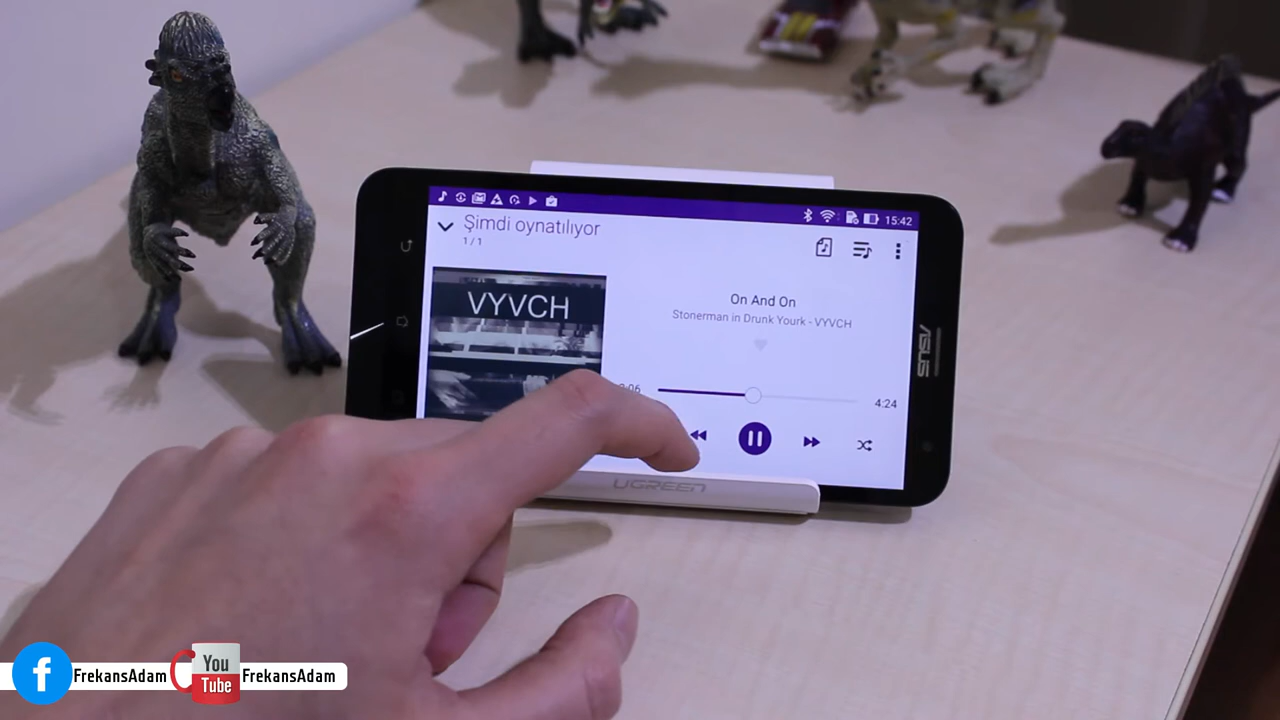 15:42
Şimdi oynatılıyor
1 / 1
VYVCH
On And On
Stonerman in Drunk Yourk - VYVCH
4:24
ASUS
UGREEN
f FrekansAdam You Tube FrekansAdam